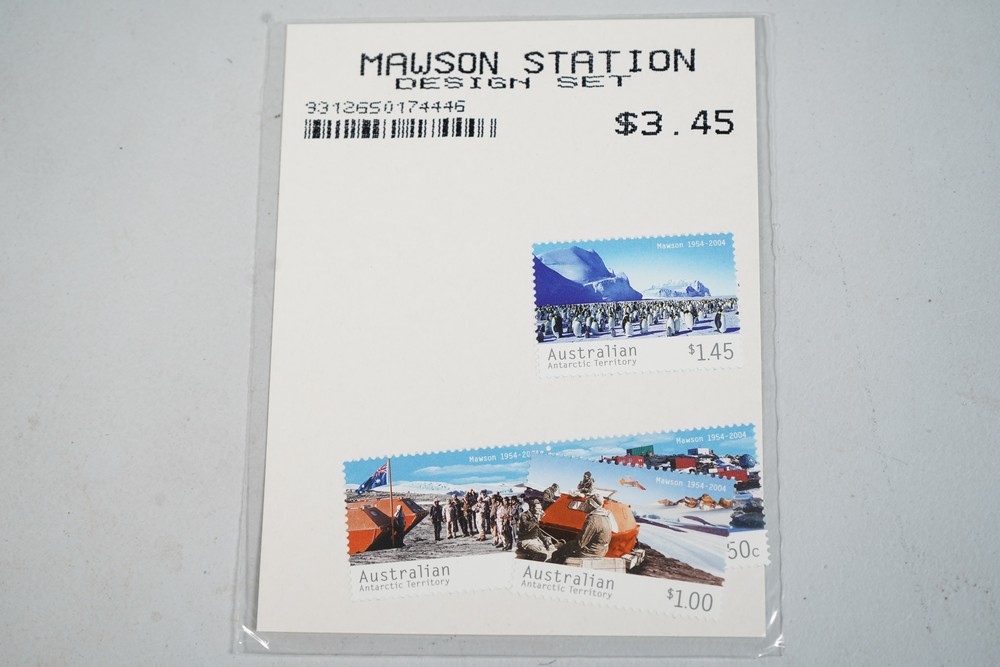 MAWSON STATION
DESIGN SET
9312650174446
$3.45
Mawson 1954-2004
Australian
Antarctic Territory
$1.45
Mawson 1954-2004
Mawson 1954-200
Mawson 1954-2004
50c
Australian
Antarctic Territory
Australian
Antarctic Territory
$1.00